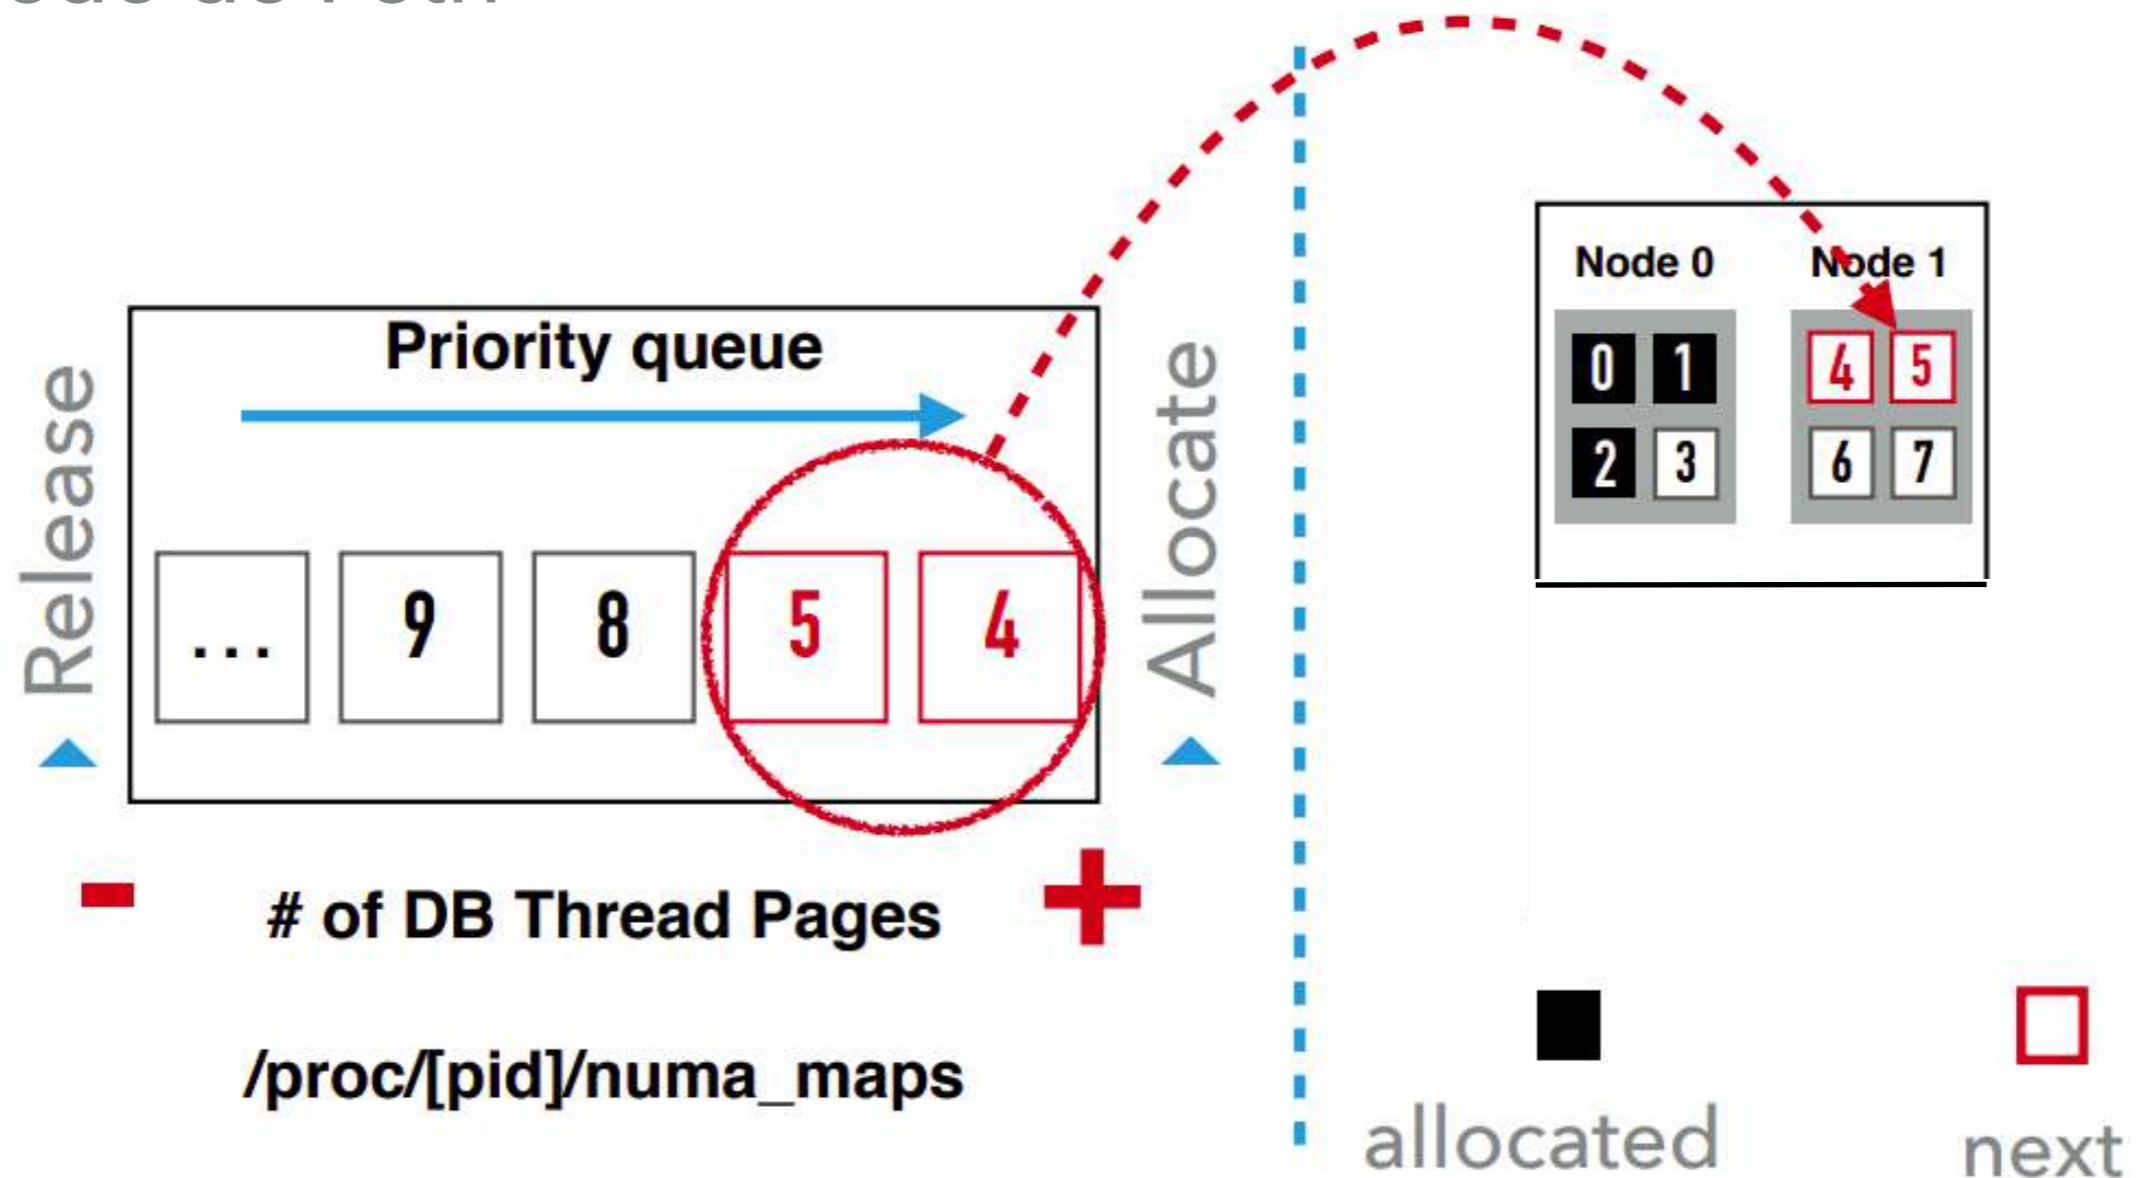 Priority queue
Release
Allocate
... 9 8 5 4
- # of DB Thread Pages +
/proc/[pid]/numa_maps
Node 0 Node 1
0 1 4 5
2 3 6 7
allocated
next